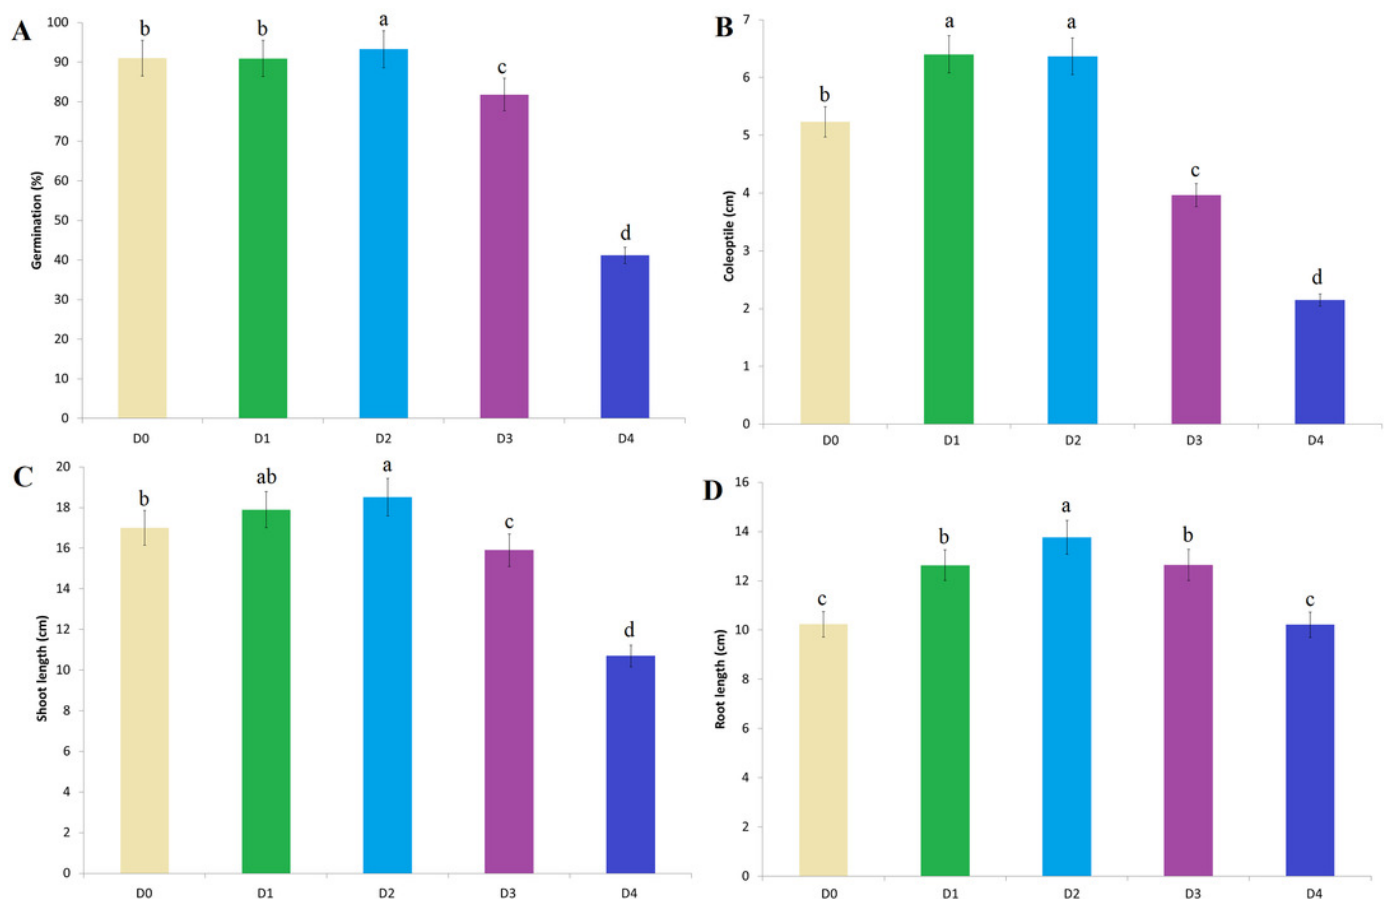 A
Germination (%)
100
90
80
70
60
50
40
30
20
10
0
b
b
a
c
d
D0 D1 D2 D3 D4
B
Coleoptile (cm)
7
6
5
4
3
2
1
0
b
a
a
c
d
D0 D1 D2 D3 D4
C
Shoot length (cm)
20
18
16
14
12
10
8
6
4
2
0
b
ab
a
c
d
D0 D1 D2 D3 D4
D
Root length (cm)
16
14
12
10
8
6
4
2
0
c
b
a
b
c
D0 D1 D2 D3 D4